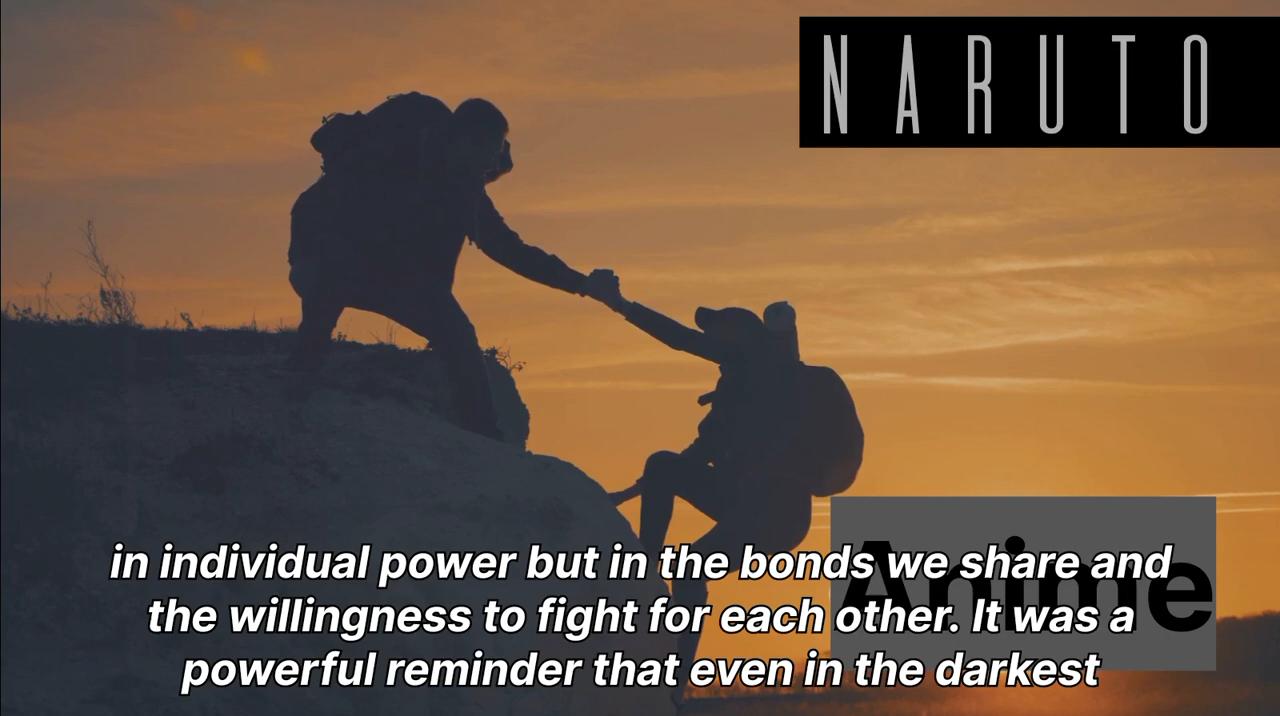 NARUTO
Anime
in individual power but in the bonds we share and
the willingness to fight for each other. It was a
powerful reminder that even in the darkest